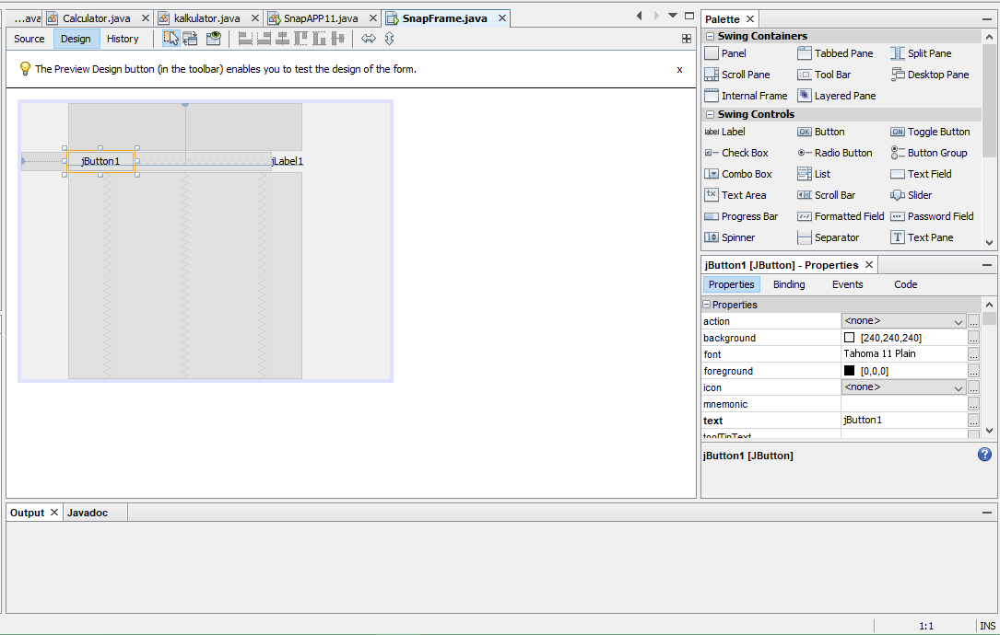 ...ava Calculator.java kalkulator.java SnapAPP11.java SnapFrame.java
Source Design History
The Preview Design button (in the toolbar) enables you to test the design of the form. x
jButton1 jLabel1
Palette
Swing Containers
Panel Tabbed Pane Split Pane
Scroll Pane Tool Bar Desktop Pane
Internal Frame Layered Pane
Swing Controls
label Label OK Button ON Toggle Button
Check Box Radio Button Button Group
Combo Box List Text Field
Text Area Scroll Bar Slider
Progress Bar Formatted Field Password Field
Spinner Separator T Text Pane
jButton1 [JButton] - Properties
Properties Binding Events Code
Properties
action <none> ...
background [240,240,240] ...
font Tahoma 11 Plain ...
foreground [0,0,0] ...
icon <none> ...
mnemonic ...
text jButton1 ...
toolTipText
jButton1 [JButton] ?
Output Javadoc
1:1 INS